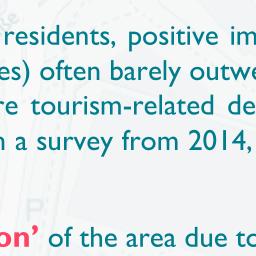 residents, positive im
es) often barely outwe
re tourism-related de
n a survey from 2014,
P
on’ of the area due to